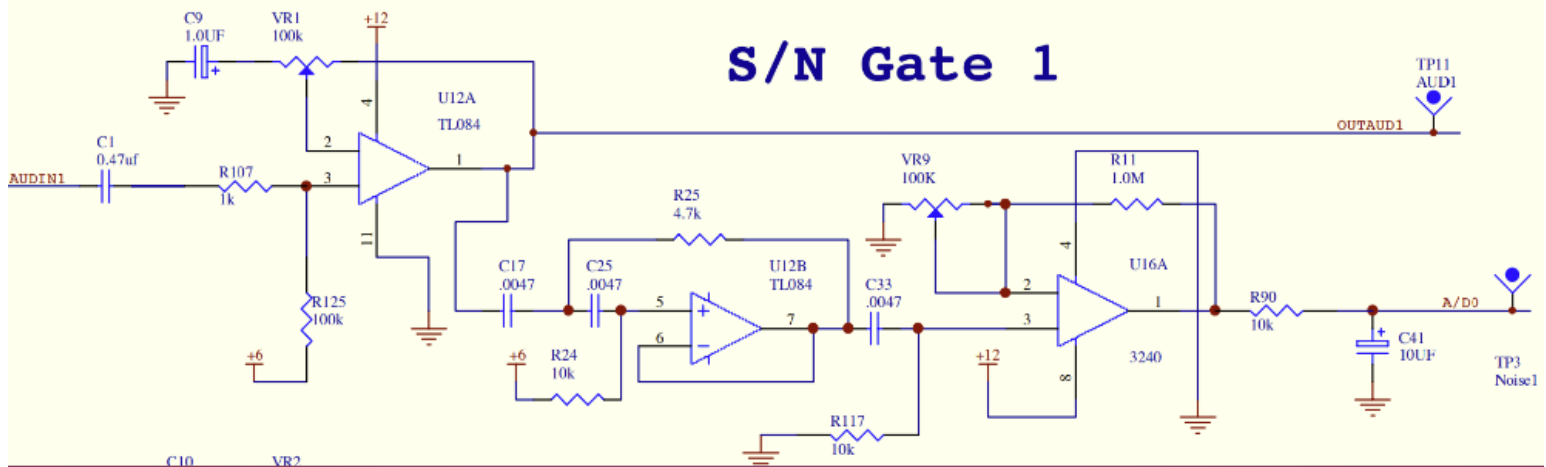 S/N Gate 1
C9
1.0UF
+
VR1
100k
+12
4
U12A
TL084
2
3
1
11
C1
0.47uf
AUDIN1
R107
1k
R125
100k
+6
OUTAUD1
TP11
AUD1
R25
4.7k
C17
.0047
C25
.0047
U12B
TL084
5
+
6
-
7
+6
R24
10k
C33
.0047
VR9
100K
R11
1.0M
4
U16A
2
3
1
3240
8
+12
R117
10k
R90
10k
A/D0
+
C41
10UF
TP3
Noise1
C10
VR2